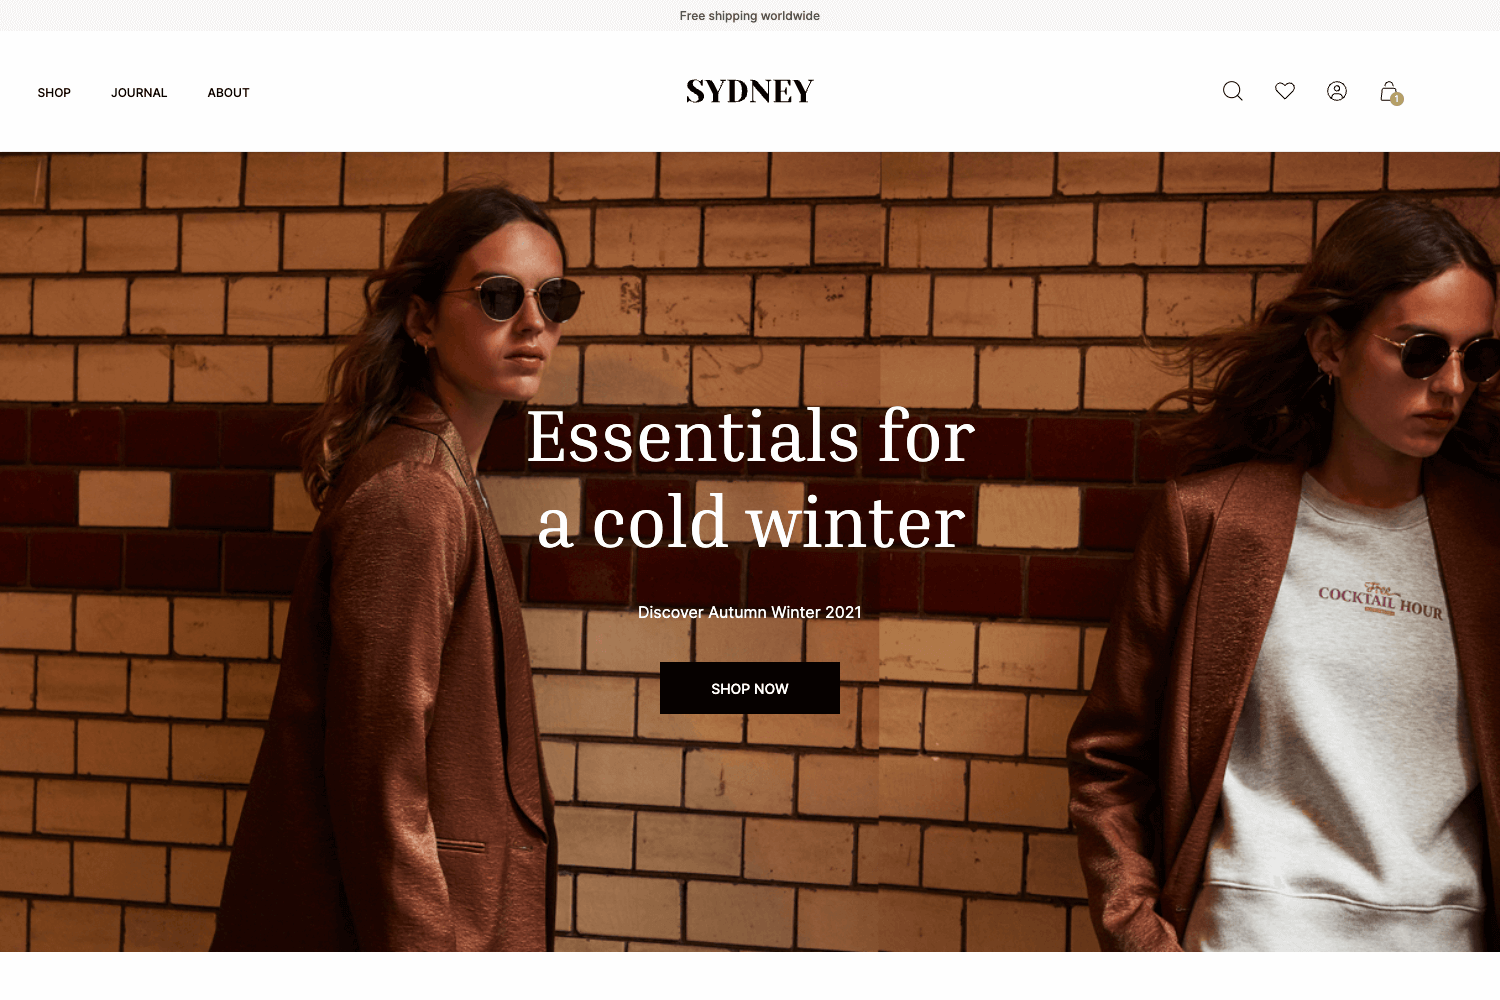 Free shipping worldwide
SHOP
JOURNAL
ABOUT
SYDNEY
1
Essentials for
a cold winter
Discover Autumn Winter 2021
SHOP NOW
Free
COCKTAIL HOUR